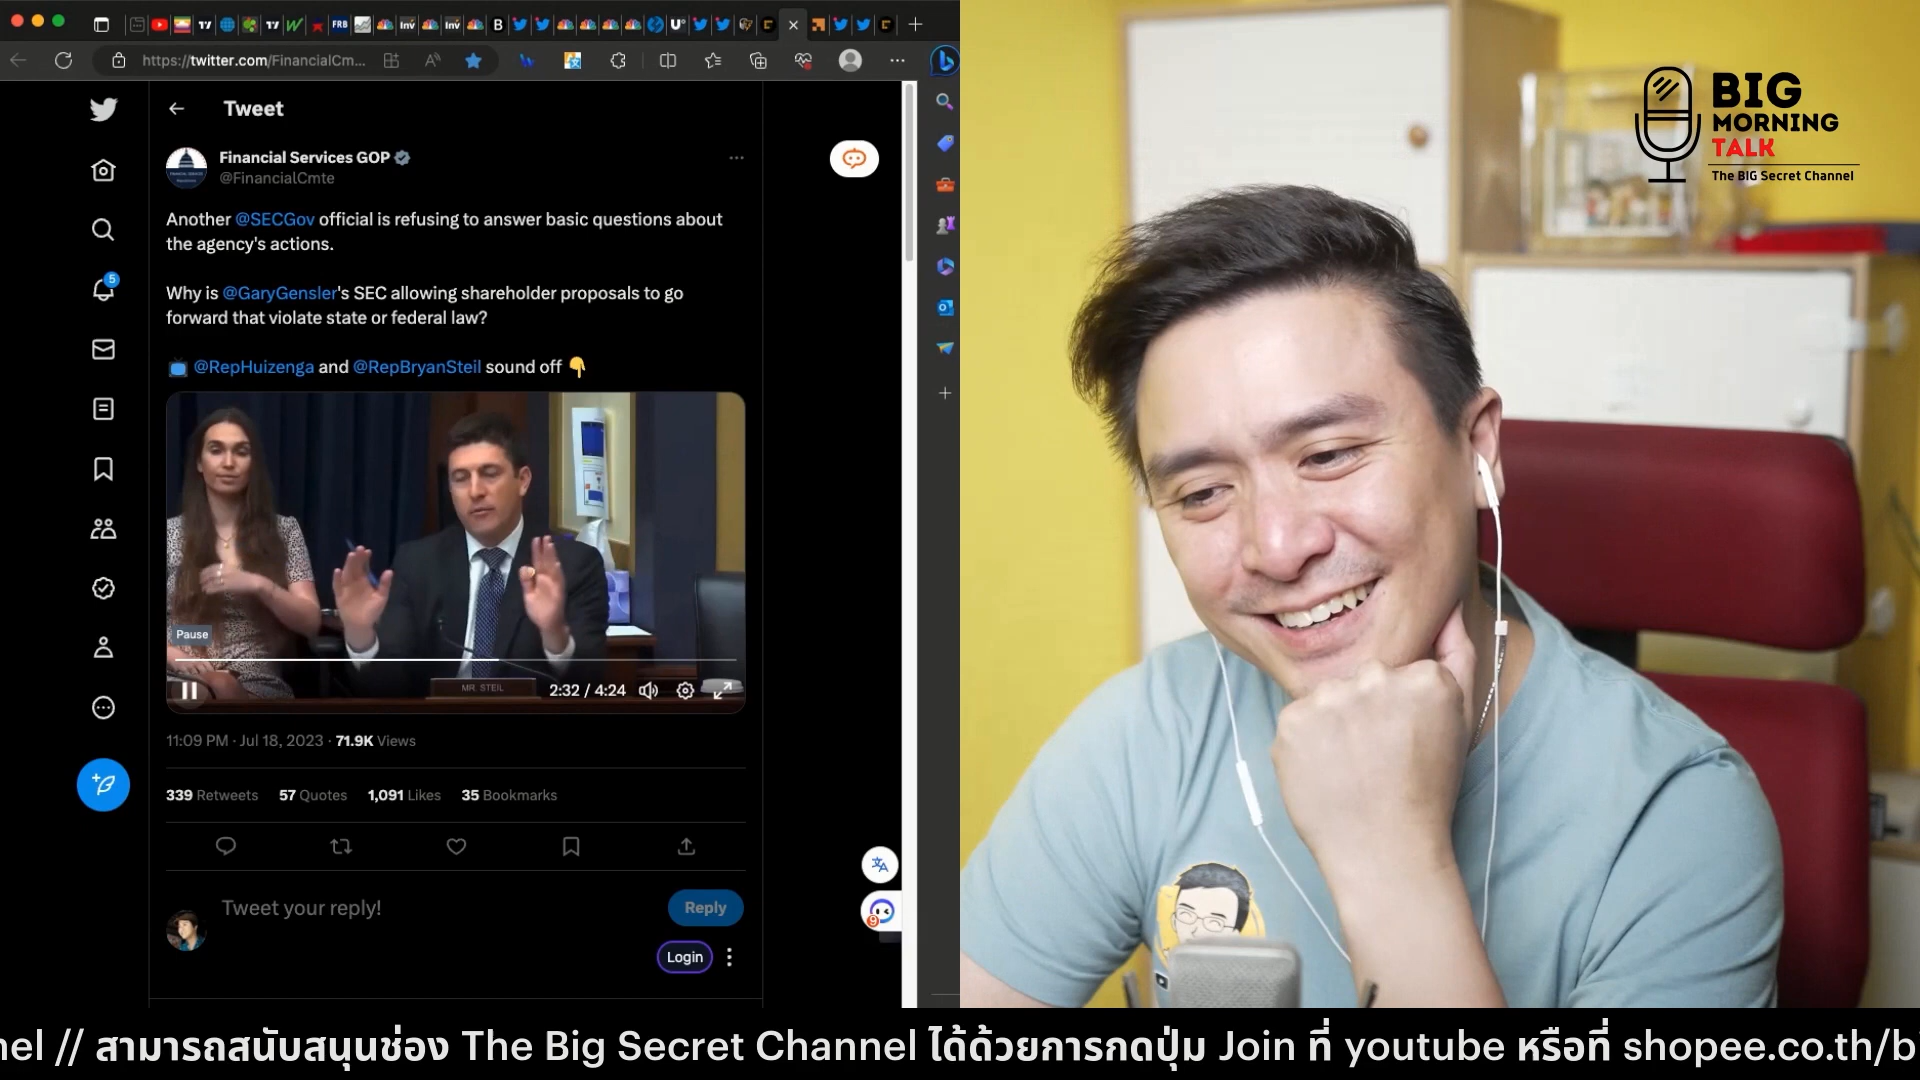 https://twitter.com/FinancialCm...
Tweet
Financial Services GOP
@FinancialCmte
Another @SECGov official is refusing to answer basic questions about
the agency's actions.
Why is @GaryGensler's SEC allowing shareholder proposals to go
forward that violate state or federal law?
@RepHuizenga and @RepBryanSteil sound off
Pause
MR. STEIL
2:32 / 4:24
11:09 PM · Jul 18, 2023 · 71.9K Views
339 Retweets 57 Quotes 1,091 Likes 35 Bookmarks
Tweet your reply!
Reply
Login
5
9
FRB
Inv
Inv
BIG
MORNING
TALK
The BIG Secret Channel
nel // สามารถสนับสนุนช่อง The Big Secret Channel ได้ด้วยการกดปุ่ม Join ที่ youtube หรือที่ shopee.co.th/b